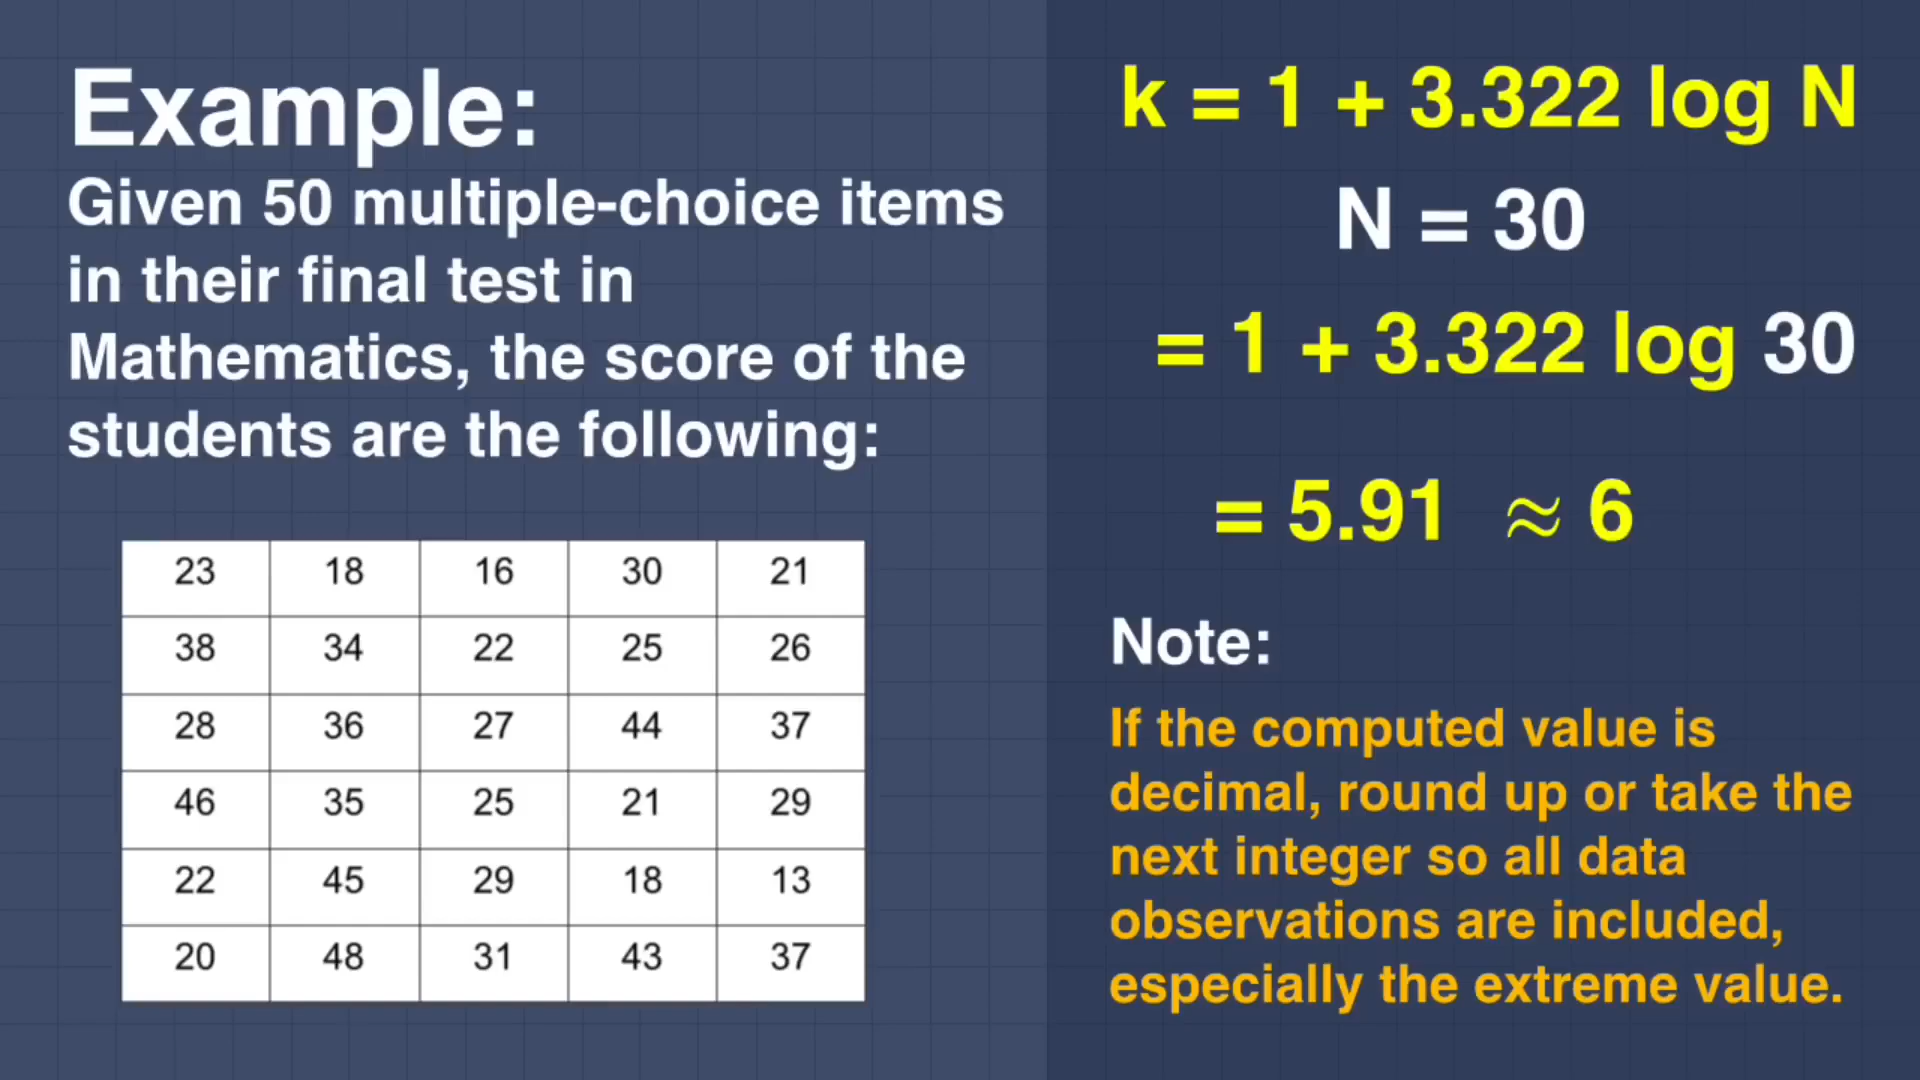 Example:
Given 50 multiple-choice items
in their final test in
Mathematics, the score of the
students are the following:
23 18 16 30 21
38 34 22 25 26
28 36 27 44 37
46 35 25 21 29
22 45 29 18 13
20 48 31 43 37
k = 1 + 3.322 log N
N = 30
= 1 + 3.322 log 30
= 5.91 ≈ 6
Note:
If the computed value is
decimal, round up or take the
next integer so all data
observations are included,
especially the extreme value.